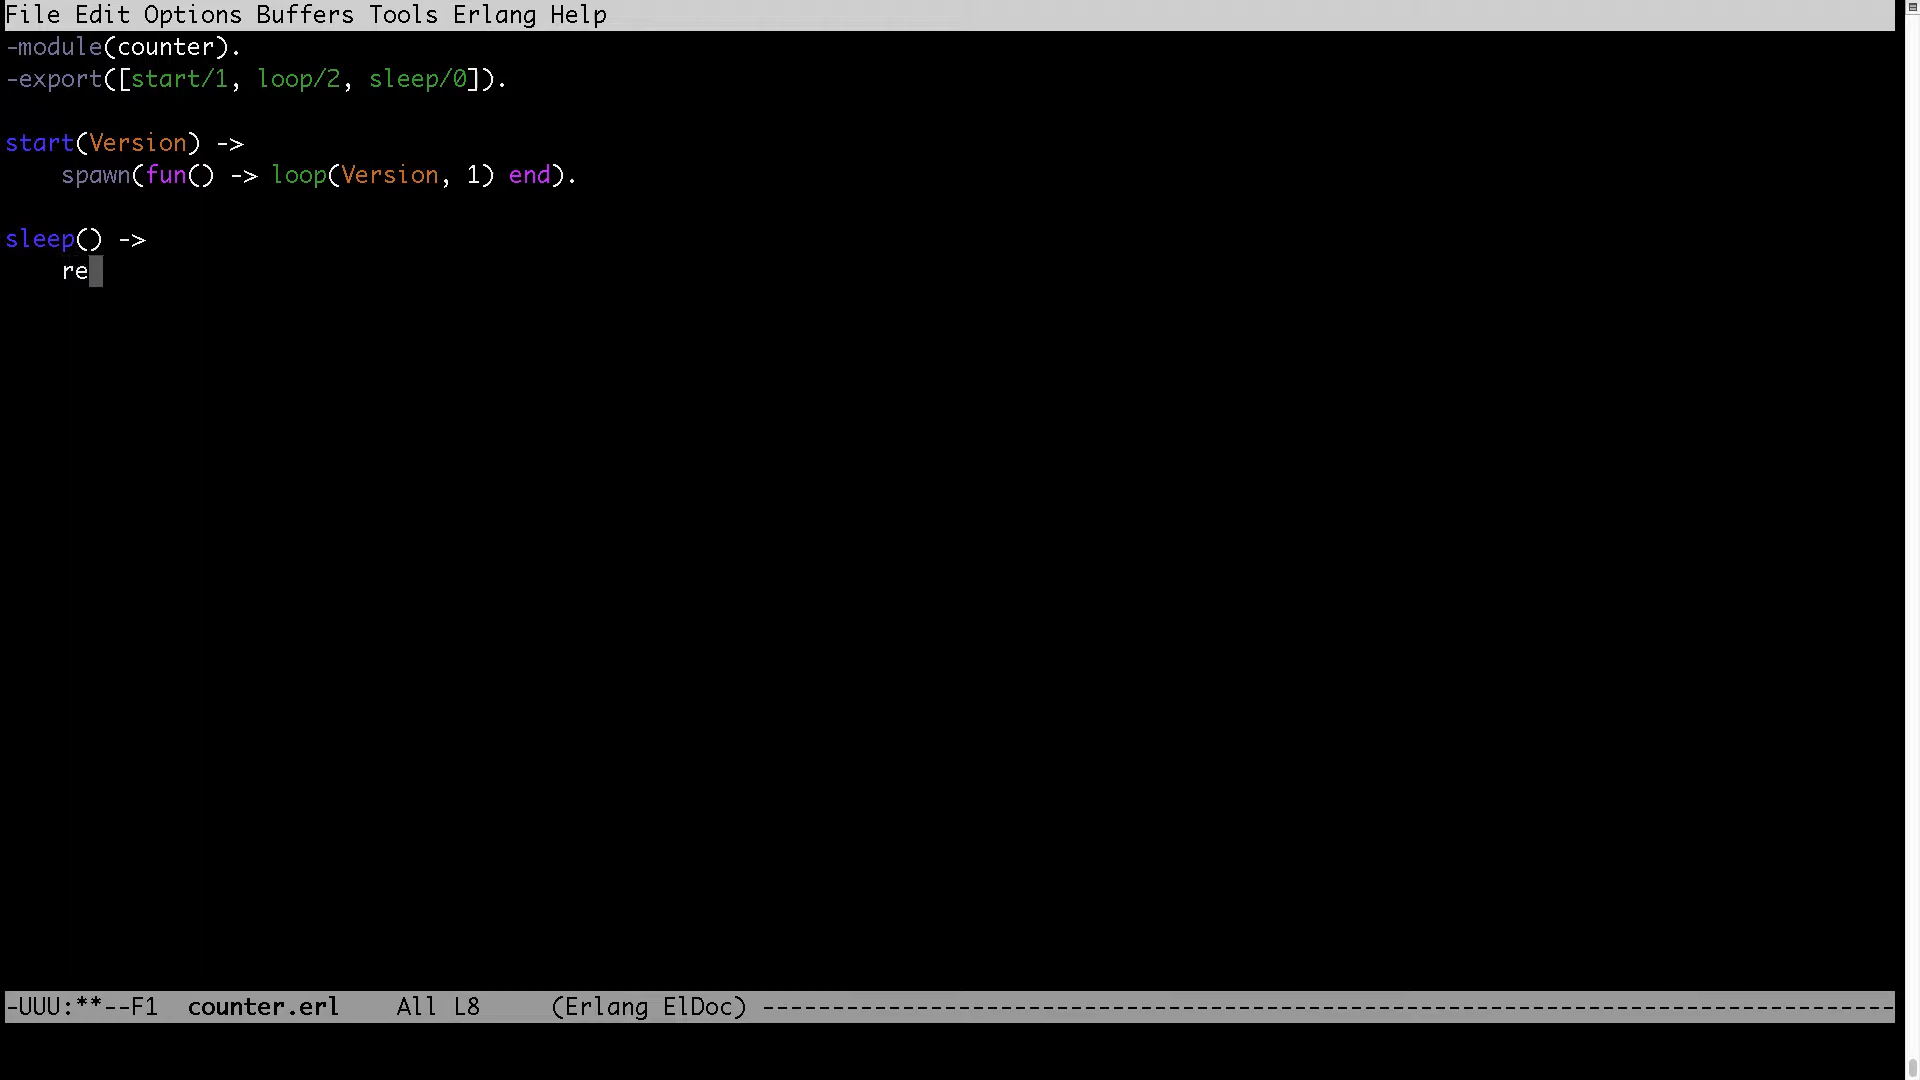 File Edit Options Buffers Tools Erlang Help
-module(counter).
-export([start/1, loop/2, sleep/0]).
start(Version) ->
    spawn(fun() -> loop(Version, 1) end).
sleep() ->
    re
-UUU:**--F1  counter.erl    All L8     (Erlang ElDoc) ---------------------------------------------------------------------------------